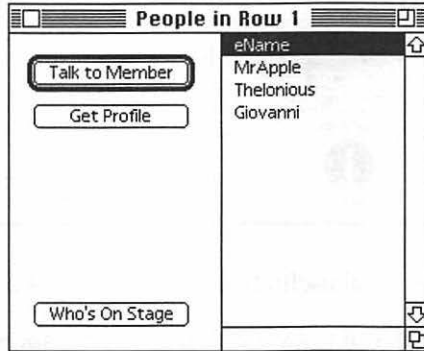 People in Row 1
Talk to Member
Get Profile
Who's On Stage
eName
MrApple
Thelonious
Giovanni